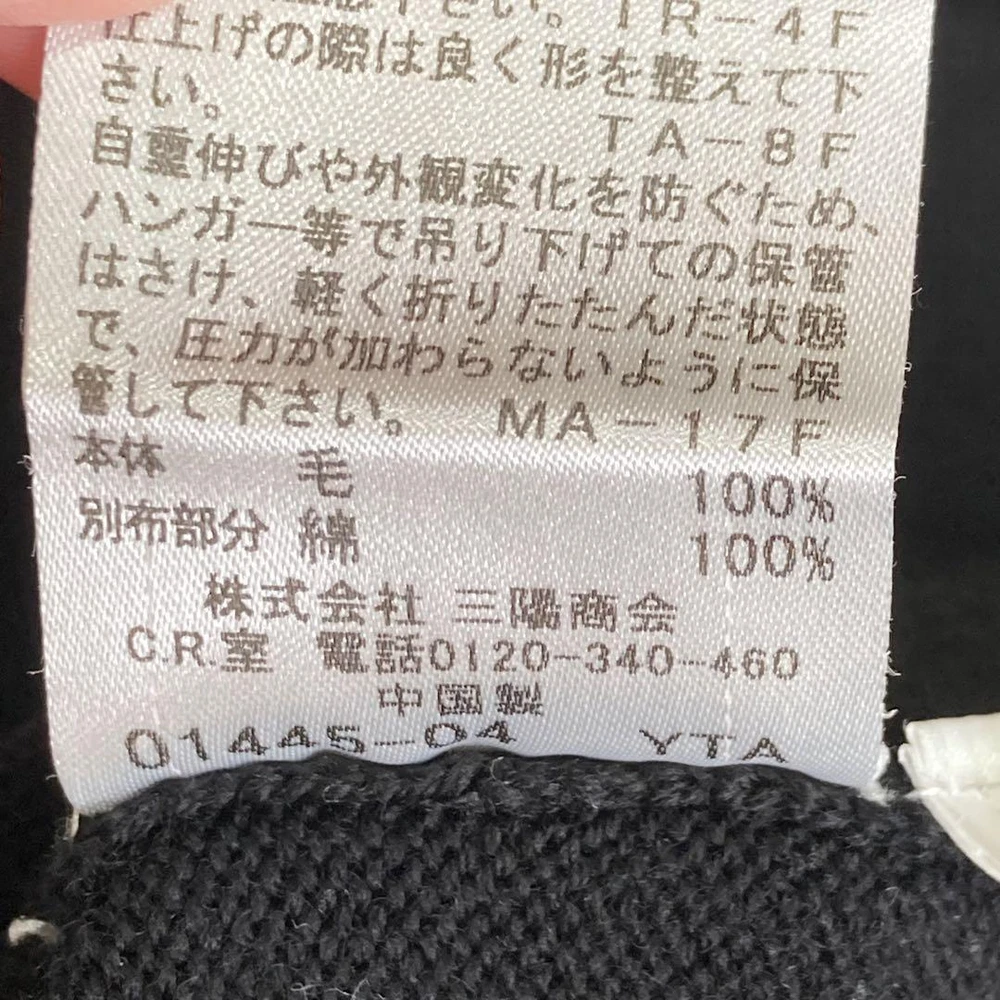 下さい。 IR-4F
仕上げの際は良く形を整えて下
さい。 TA-8F
自重伸びや外観変化を防ぐため、
ハンガー等で吊り下げての保管
はさけ、軽く折りたたんだ状態
で、圧力が加わらないように保
管して下さい。 MA-17F
本体 毛 100%
別布部分 綿 100%
株式会社 三陽商会
C.R.室 電話0120-340-460
中国製
01445-04 YTA